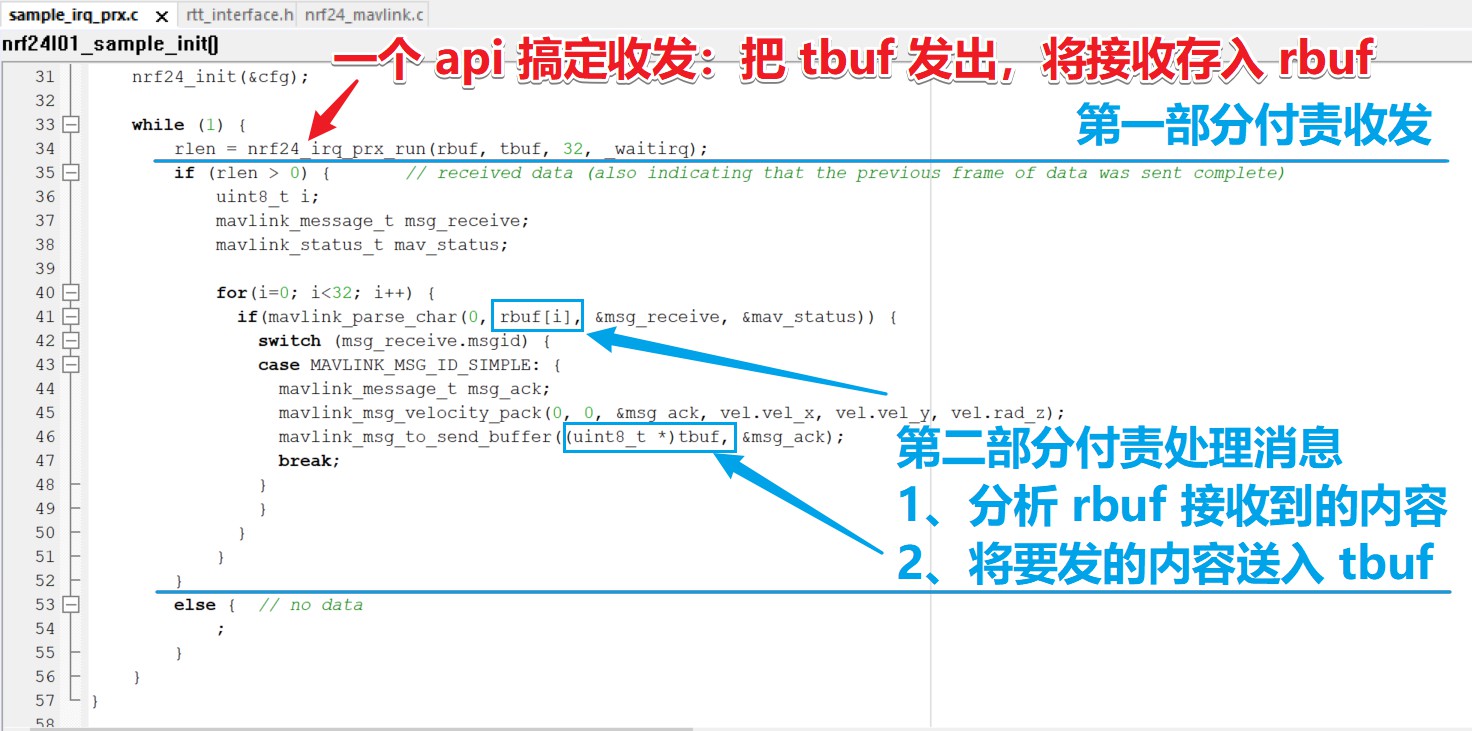 sample_irq_prx.c rtt_interface.h nrf24_mavlink.c
nrf24l01_sample_init()
一个 api 搞定收发：把 tbuf 发出，将接收存入 rbuf
31 nrf24_init(&cfg);
32
第一部分付责收发
33 while (1) {
34 rlen = nrf24_irq_prx_run(rbuf, tbuf, 32, _waitirq);
35 if (rlen > 0) { // received data (also indicating that the previous frame of data was sent complete)
36 uint8_t i;
37 mavlink_message_t msg_receive;
38 mavlink_status_t mav_status;
39
40 for(i=0; i<32; i++) {
41 if(mavlink_parse_char(0, rbuf[i], &msg_receive, &mav_status)) {
42 switch (msg_receive.msgid) {
43 case MAVLINK_MSG_ID_SIMPLE: {
44 mavlink_message_t msg_ack;
45 mavlink_msg_velocity_pack(0, 0, &msg_ack, vel.vel_x, vel.vel_y, vel.rad_z);
46 mavlink_msg_to_send_buffer((uint8_t *)tbuf, &msg_ack);
47 break;
第二部分付责处理消息
1、分析 rbuf 接收到的内容
2、将要发的内容送入 tbuf
48 }
49 }
50 }
51 }
52 }
53 else { // no data
54 ;
55 }
56 }
57 }
58